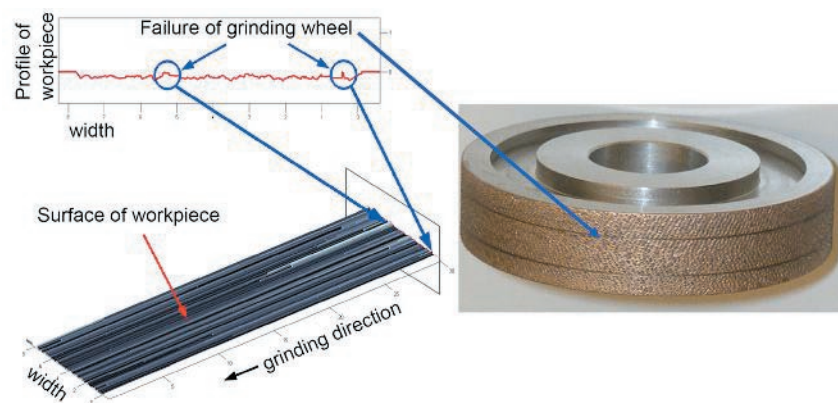 Failure of grinding wheel
Profile of
workpiece
width
Surface of workpiece
grinding direction
width